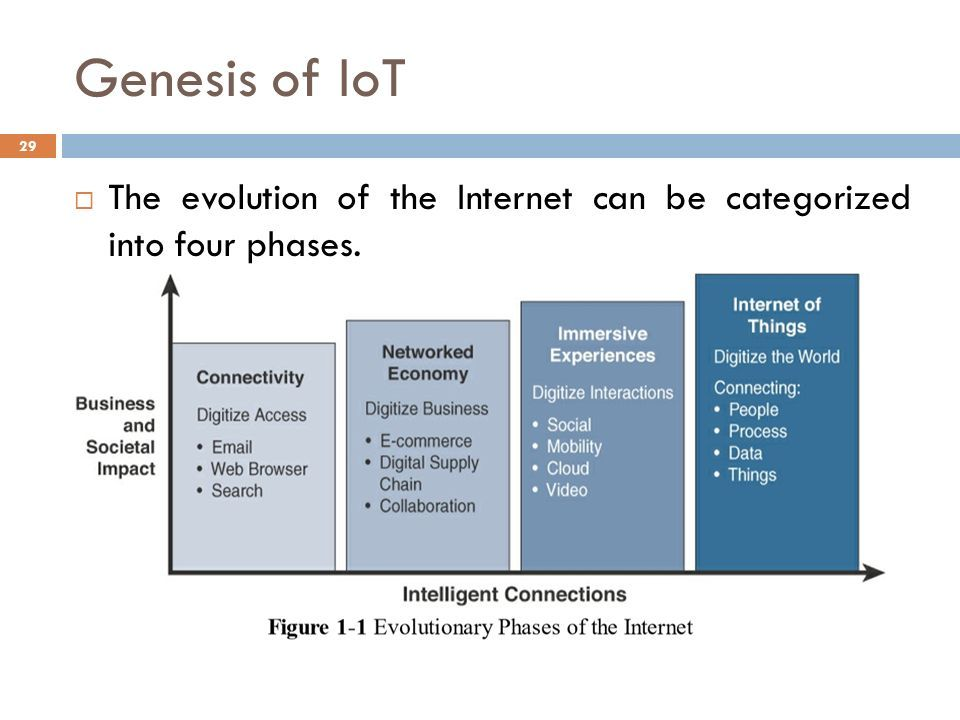 Genesis of IoT
29
The evolution of the Internet can be categorized
into four phases.
Business
and
Societal
Impact
Connectivity
Digitize Access
• Email
• Web Browser
• Search
Networked
Economy
Digitize Business
• E-commerce
• Digital Supply
Chain
• Collaboration
Immersive
Experiences
Digitize Interactions
• Social
• Mobility
• Cloud
• Video
Internet of
Things
Digitize the World
Connecting:
• People
• Process
• Data
• Things
Intelligent Connections
Figure 1-1 Evolutionary Phases of the Internet